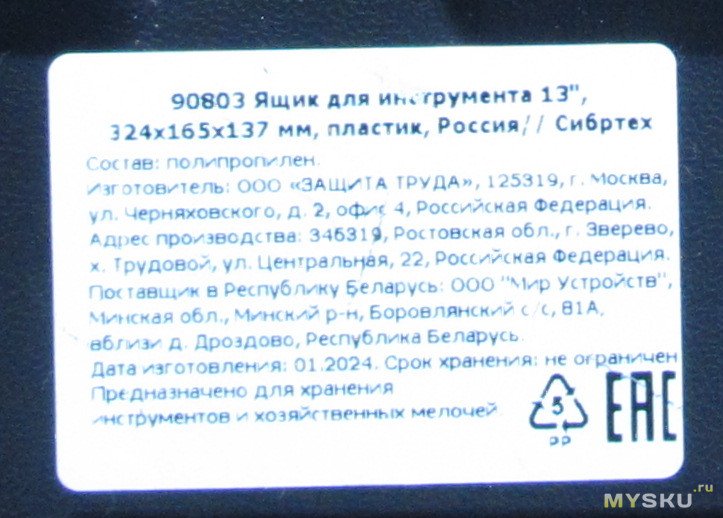 90803 Ящик для инструмента 13",
324х165х137 мм, пластик, Россия// Сибртех
Состав: полипропилен.
Изготовитель: ООО «ЗАЩИТА ТРУДА», 125319, г. Москва,
ул. Черняховского, д. 2, офис 4, Российская Федерация.
Адрес производства: 346319, Ростовская обл., г. Зверево,
х. Трудовой, ул. Центральная, 22, Российская Федерация.
Поставщик в Республику Беларусь: ООО "Мир Устройств",
Минская обл., Минский р-н, Боровлянский с/с, 81А,
вблизи д. Дроздово, Республика Беларусь.
Дата изготовления: 01.2024. Срок хранения: не ограничен
Предназначено для хранения
инструментов и хозяйственных мелочей
5
PP
EAC
MYSKU.ru